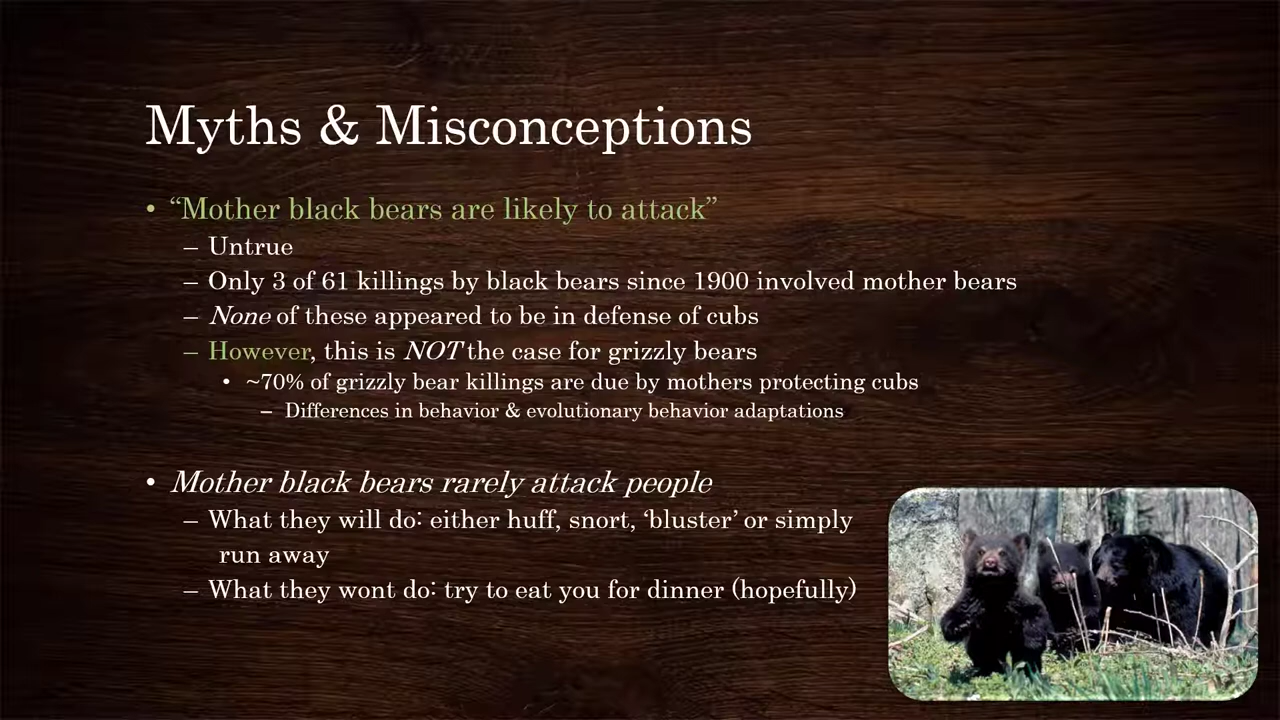 Myths & Misconceptions
• “Mother black bears are likely to attack”
– Untrue
– Only 3 of 61 killings by black bears since 1900 involved mother bears
– None of these appeared to be in defense of cubs
– However, this is NOT the case for grizzly bears
• ~70% of grizzly bear killings are due by mothers protecting cubs
– Differences in behavior & evolutionary behavior adaptations
• Mother black bears rarely attack people
– What they will do: either huff, snort, ‘bluster’ or simply
run away
– What they wont do: try to eat you for dinner (hopefully)